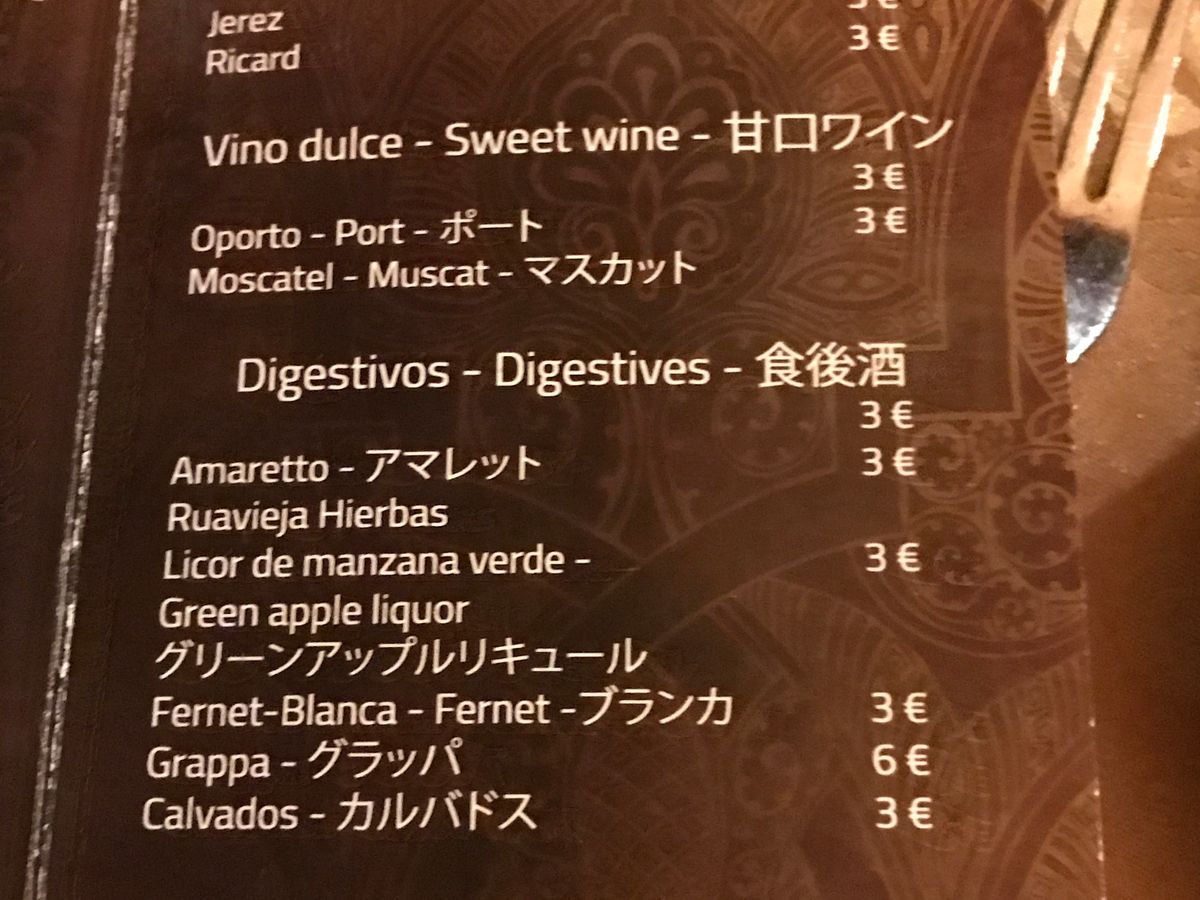 Jerez 3 €
Ricard 3 €
Vino dulce - Sweet wine - 甘口ワイン
3 €
Oporto - Port - ポート 3 €
Moscatel - Muscat - マスカット
Digestivos - Digestives - 食後酒
3 €
Amaretto - アマレット 3 €
Ruavieja Hierbas
Licor de manzana verde - 3 €
Green apple liquor
グリーンアップルリキュール
Fernet-Blanca - Fernet -ブランカ 3 €
Grappa - グラッパ 6 €
Calvados - カルバドス 3 €